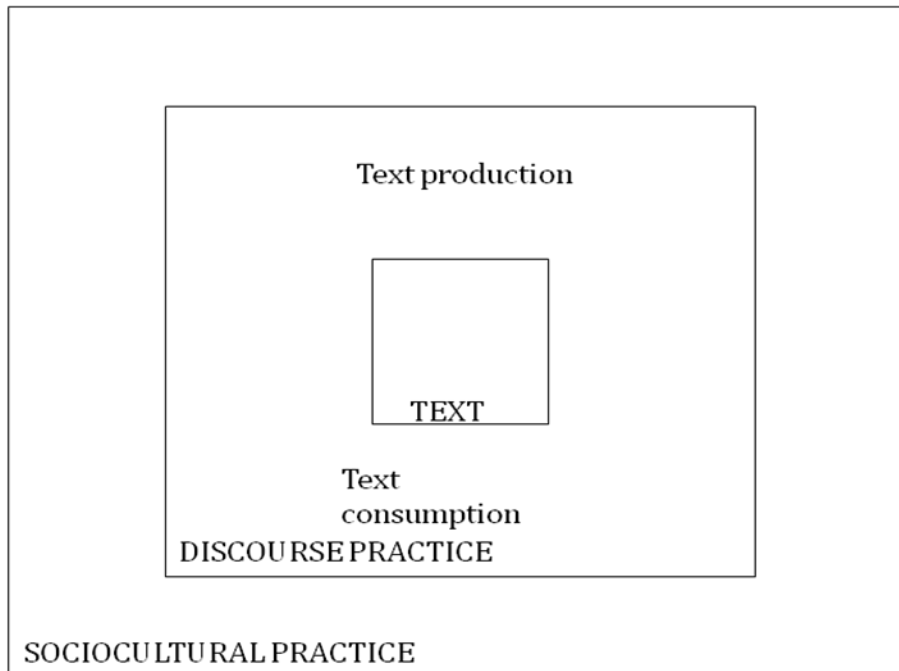 Text production
TEXT
Text
consumption
DISCOURSE PRACTICE
SOCIOCULTURAL PRACTICE